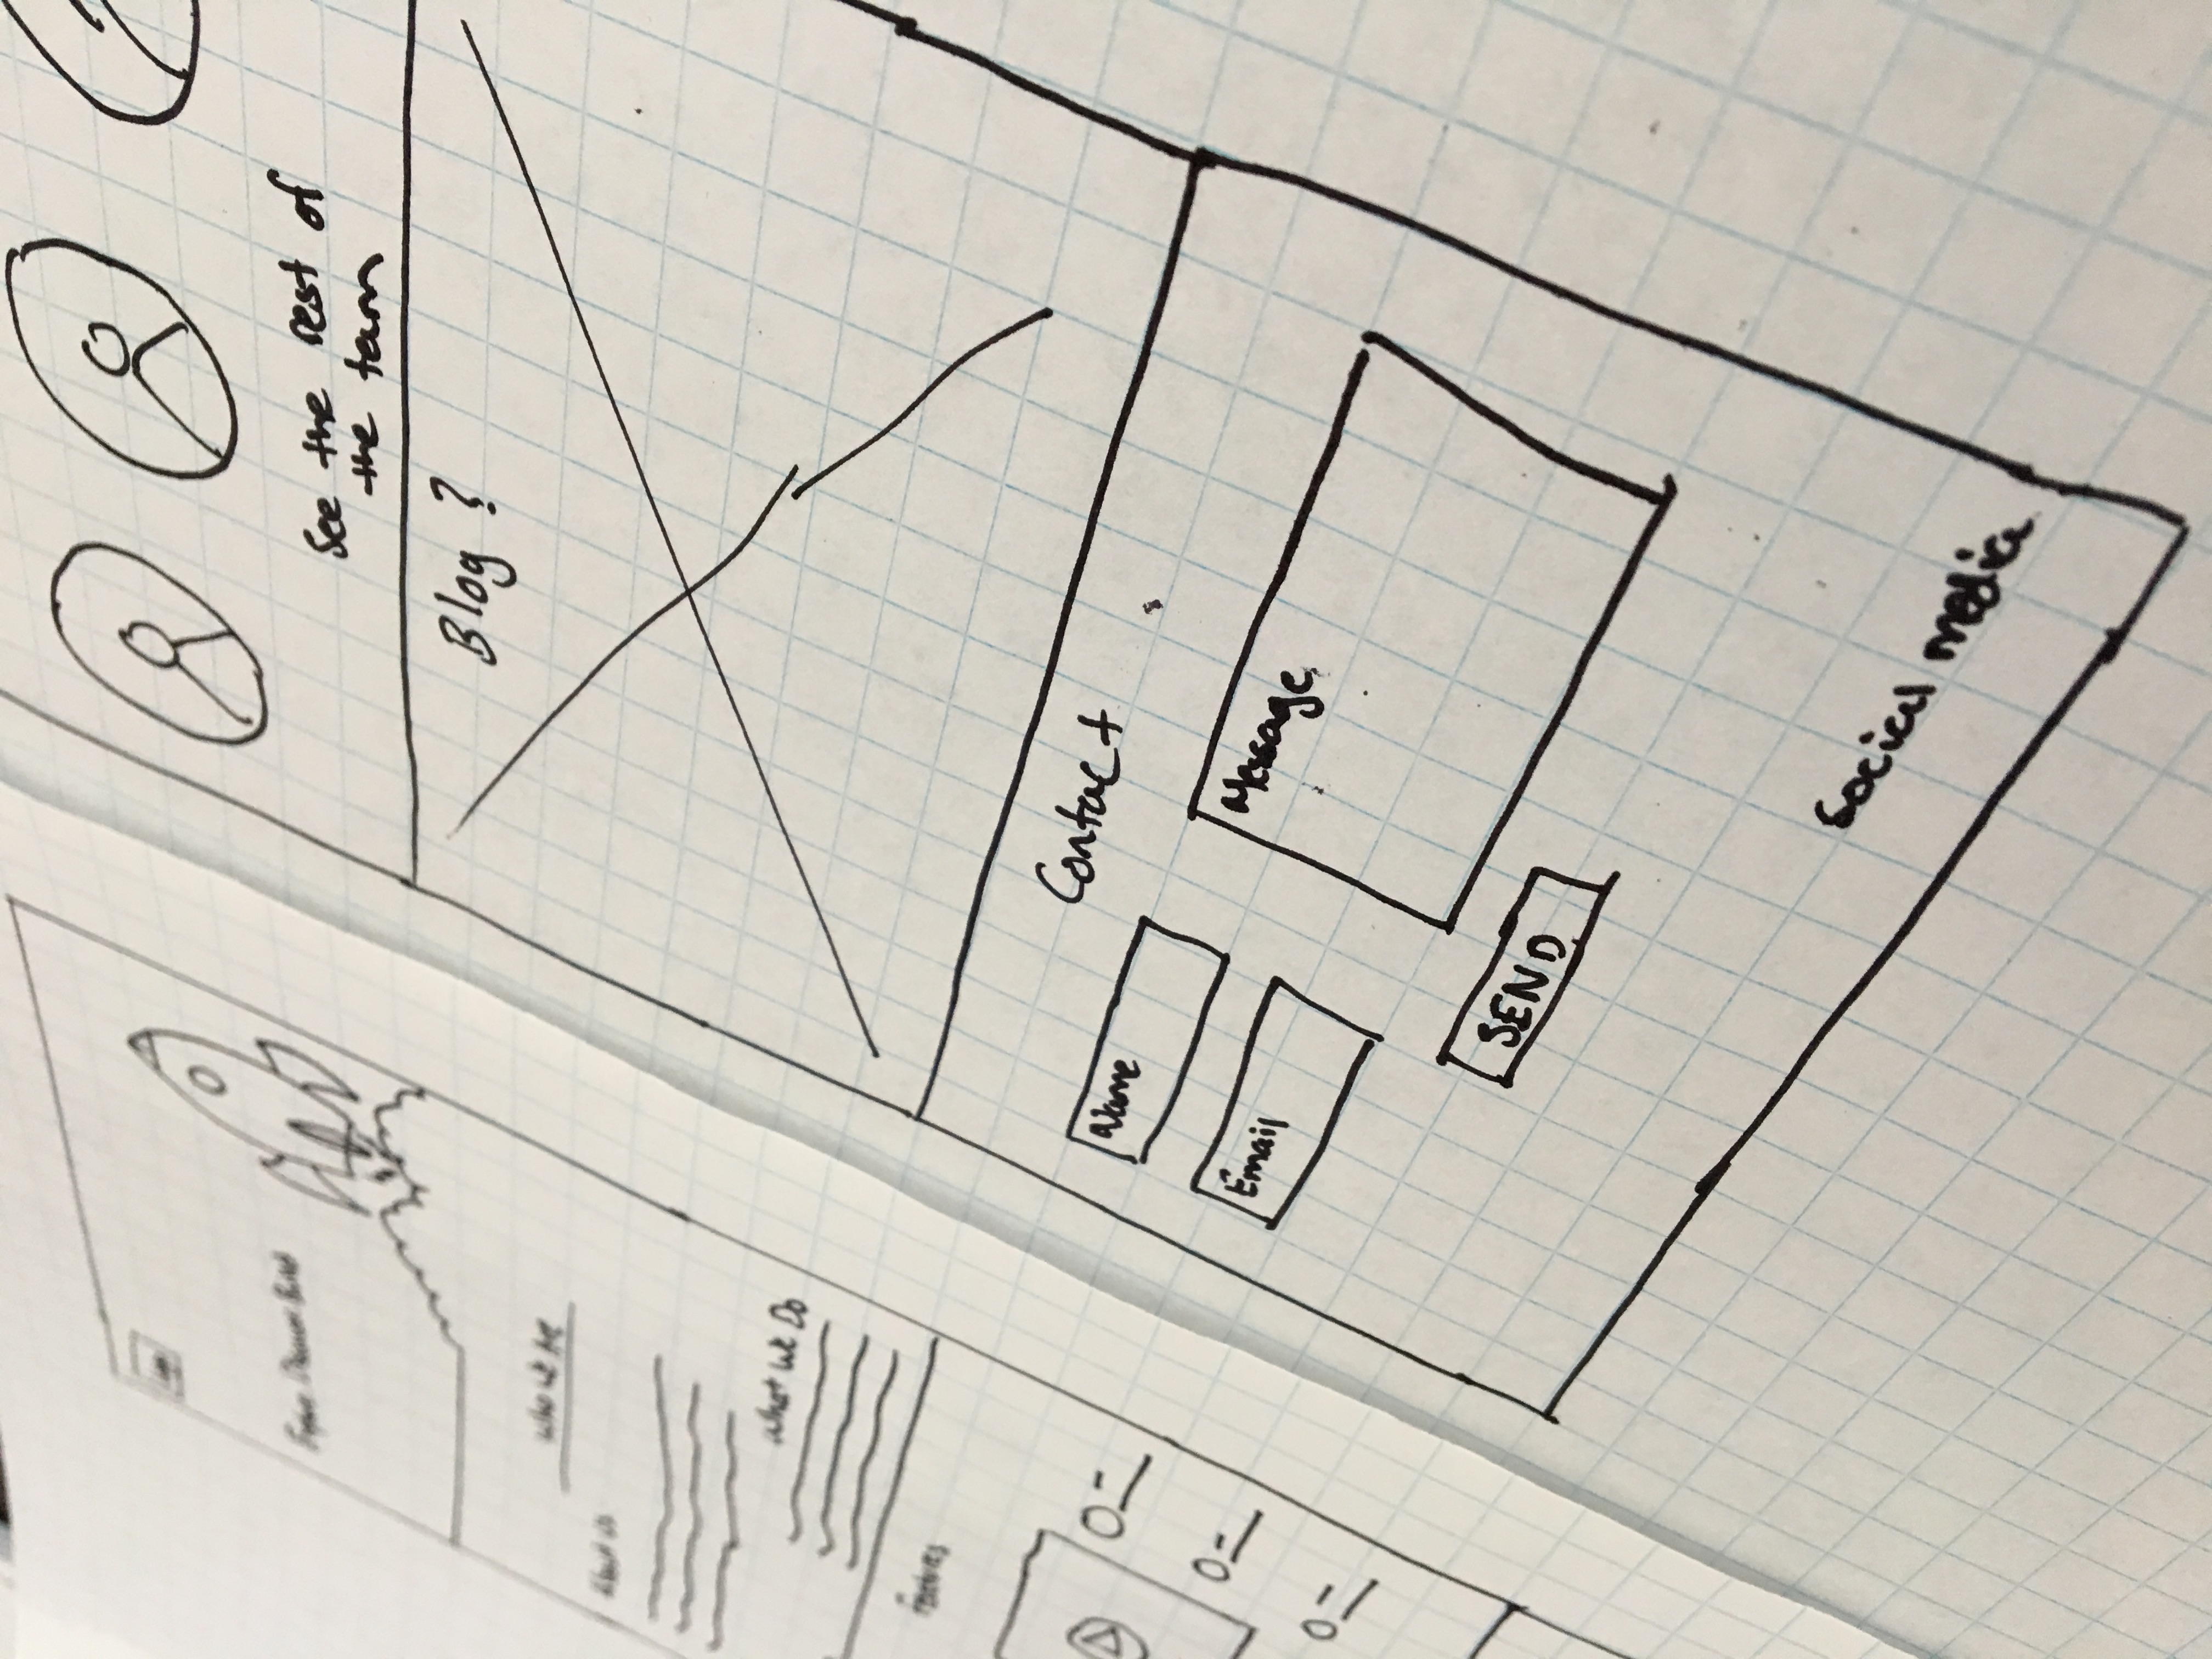 About us
who we are
what we do
Features
See the rest of
the team
Blog ?
Contact
Name
Email
Message
SEND
Social media